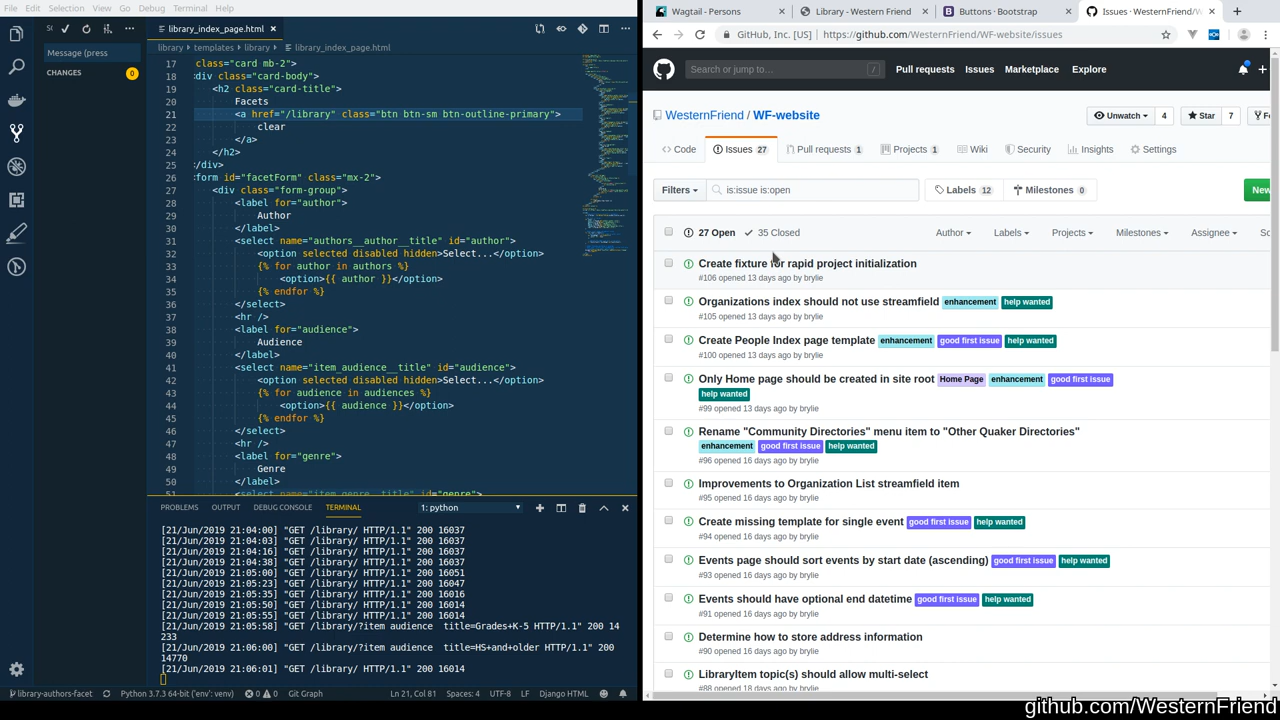 File Edit Selection View Go Debug Terminal Help
library_index_page.html
Message (press
CHANGES 0
library › templates › library › library_index_page.html
17 class="card mb-2">
18 <div class="card-body">
19 <h2 class="card-title">
20 Facets
21 <a href="/library" class="btn btn-sm btn-outline-primary">
22 clear
23 </a>
24 </h2>
25 </div>
26 <form id="facetForm" class="mx-2">
27 <div class="form-group">
28 <label for="author">
29 Author
30 </label>
31 <select name="authors__author__title" id="author">
32 <option selected disabled hidden>Select...</option>
33 {% for author in authors %}
34 <option>{{ author }}</option>
35 {% endfor %}
36 </select>
37 <hr />
38 <label for="audience">
39 Audience
40 </label>
41 <select name="item_audience__title" id="audience">
42 <option selected disabled hidden>Select...</option>
43 {% for audience in audiences %}
44 <option>{{ audience }}</option>
45 {% endfor %}
46 </select>
47 <hr />
48 <label for="genre">
49 Genre
50 </label>
51 <select name="item_genre__title" id="genre">
PROBLEMS OUTPUT DEBUG CONSOLE TERMINAL 1: python
[21/Jun/2019 21:04:00] "GET /library/ HTTP/1.1" 200 16037
[21/Jun/2019 21:04:03] "GET /library/ HTTP/1.1" 200 16037
[21/Jun/2019 21:04:16] "GET /library/ HTTP/1.1" 200 16037
[21/Jun/2019 21:04:38] "GET /library/ HTTP/1.1" 200 16037
[21/Jun/2019 21:05:00] "GET /library/ HTTP/1.1" 200 16051
[21/Jun/2019 21:05:23] "GET /library/ HTTP/1.1" 200 16047
[21/Jun/2019 21:05:35] "GET /library/ HTTP/1.1" 200 16016
[21/Jun/2019 21:05:50] "GET /library/ HTTP/1.1" 200 16014
[21/Jun/2019 21:05:55] "GET /library/ HTTP/1.1" 200 16014
[21/Jun/2019 21:05:58] "GET /library/?item audience title=Grades+K-5 HTTP/1.1" 200 14
233
[21/Jun/2019 21:06:00] "GET /library/?item audience title=HS+and+older HTTP/1.1" 200
14770
[21/Jun/2019 21:06:01] "GET /library/ HTTP/1.1" 200 16014
library-authors-facet Python 3.7.3 64-bit ('env': venv) 0 0 Git Graph Ln 21, Col 81 Spaces: 4 UTF-8 LF Django HTML
Wagtail - Persons Library - Western Friend Buttons · Bootstrap Issues · WesternFriend/W
GitHub, Inc. [US] https://github.com/WesternFriend/WF-website/issues
Search or jump to... / Pull requests Issues Marketplace Explore
WesternFriend / WF-website Unwatch 4 Star 7 Fo
Code Issues 27 Pull requests 1 Projects 1 Wiki Security Insights Settings
Filters is:issue is:open Labels 12 Milestones 0 New
27 Open 35 Closed Author Labels Projects Milestones Assignee So
Create fixture for rapid project initialization
#106 opened 13 days ago by brylie
Organizations index should not use streamfield enhancement help wanted
#105 opened 13 days ago by brylie
Create People Index page template enhancement good first issue help wanted
#100 opened 13 days ago by brylie
Only Home page should be created in site root Home Page enhancement good first issue
help wanted
#99 opened 13 days ago by brylie
Rename "Community Directories" menu item to "Other Quaker Directories"
enhancement good first issue help wanted
#96 opened 16 days ago by brylie
Improvements to Organization List streamfield item
#95 opened 16 days ago by brylie
Create missing template for single event good first issue help wanted
#94 opened 16 days ago by brylie
Events page should sort events by start date (ascending) good first issue help wanted
#93 opened 16 days ago by brylie
Events should have optional end datetime good first issue help wanted
#91 opened 16 days ago by brylie
Determine how to store address information
#90 opened 16 days ago by brylie
LibraryItem topic(s) should allow multi-select
#88 opened 18 days ago by brylie
github.com/WesternFriend